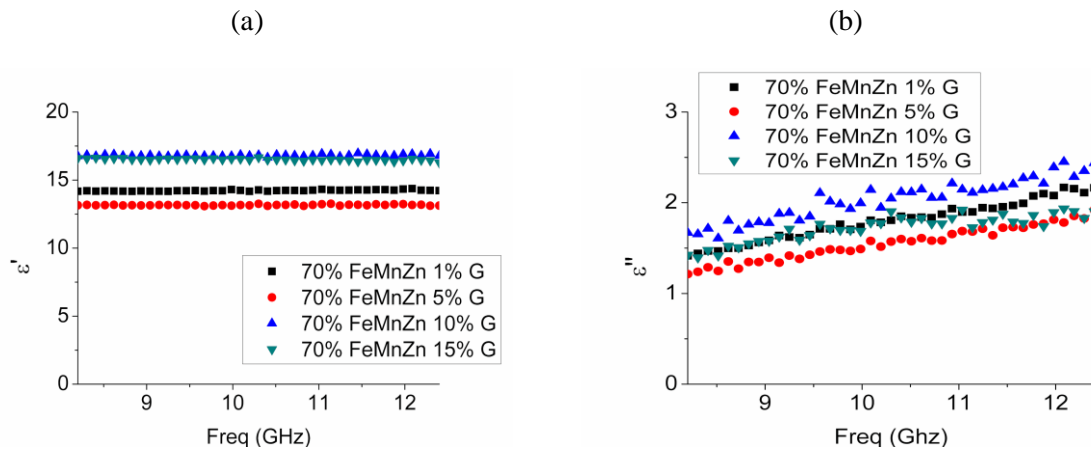 (a)
(b)
20
15
10
5
0
ε'
70% FeMnZn 1% G
70% FeMnZn 5% G
70% FeMnZn 10% G
70% FeMnZn 15% G
9 10 11 12
Freq (GHz)
70% FeMnZn 1% G
70% FeMnZn 5% G
70% FeMnZn 10% G
70% FeMnZn 15% G
3
2
1
0
ε"
9 10 11 12
Freq (Ghz)